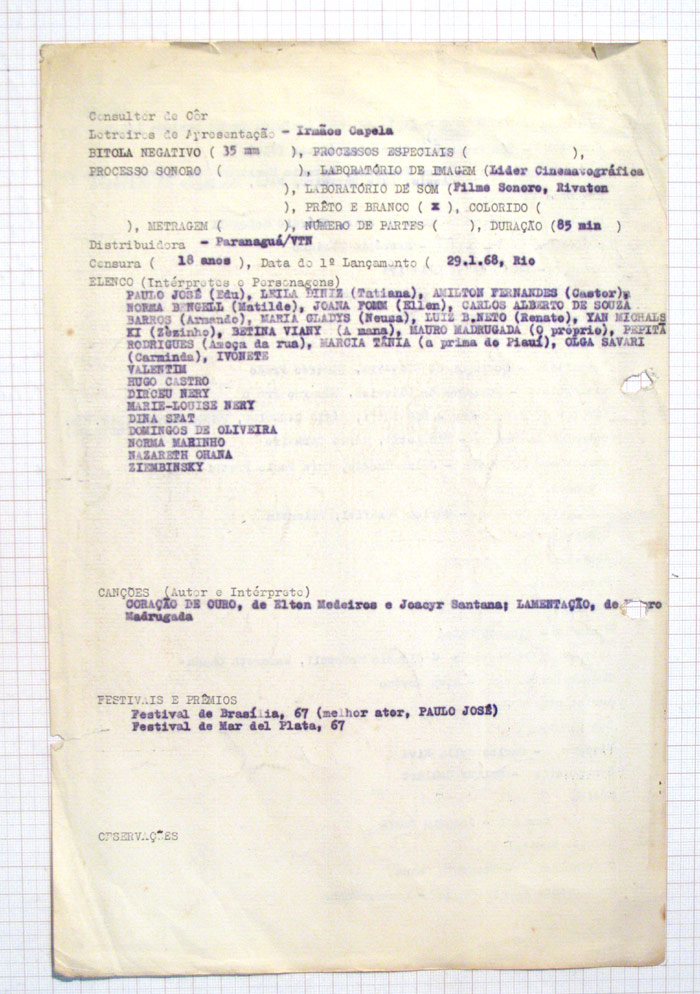 Consultor de Côr
Letreiros de Apresentação - Irmãos Capela
BITOLA NEGATIVO ( 35 mm ), PROCESSOS ESPECIAIS ( ),
PROCESSO SONORO ( ), LABORATÓRIO DE IMAGEM (Lider Cinematográfica
), LABORATÓRIO DE SOM (Filme Sonoro, Rivaton
), PRÊTO E BRANCO ( x ), COLORIDO (
), METRAGEM ( ), NÚMERO DE PARTES ( ), DURAÇÃO (85 min )
Distribuidora - Paranaguá/VTN
Censura ( 18 anos ), Data do 1º Lançamento ( 29.1.68, Rio
ELENCO (Intérpretes e Personagens)
PAULO JOSÉ (Edu), LEILA DINIZ (Tatiana), AMILTON FERNANDES (Castor),
NORMA BENGELL (Matilde), JOANA FOMM (Ellen), CARLOS ALBERTO DE SOUZA
BARROS (Armando), MARIA GLADYS (Neusa), LUIZ B.NETO (Renato), YAN MICHALS
KI (Zèzinho), BETINA VIANY (A mana), MAURO MADRUGADA (O próprio), PEPITA
RODRIGUES (Amoça da rua), MARCIA TÂNIA (a prima do Piauí), OLGA SAVARI
(Carminda), IVONETE
VALENTIM
HUGO CASTRO
DIRCEU NERY
MARIE-LOUISE NERY
DINA SFAT
DOMINGOS DE OLIVEIRA
NORMA MARINHO
NAZARETH OHANA
ZIEMBINSKY
CANÇÕES (Autor e Intérprete)
CORAÇÃO DE OURO, de Elton Medeiros e Joacyr Santana; LAMENTAÇÃO, de
Madrugada
FESTIVAIS E PRÊMIOS
Festival de Brasília, 67 (melhor ator, PAULO JOSÉ)
Festival de Mar del Plata, 67
OBSERVAÇÕES